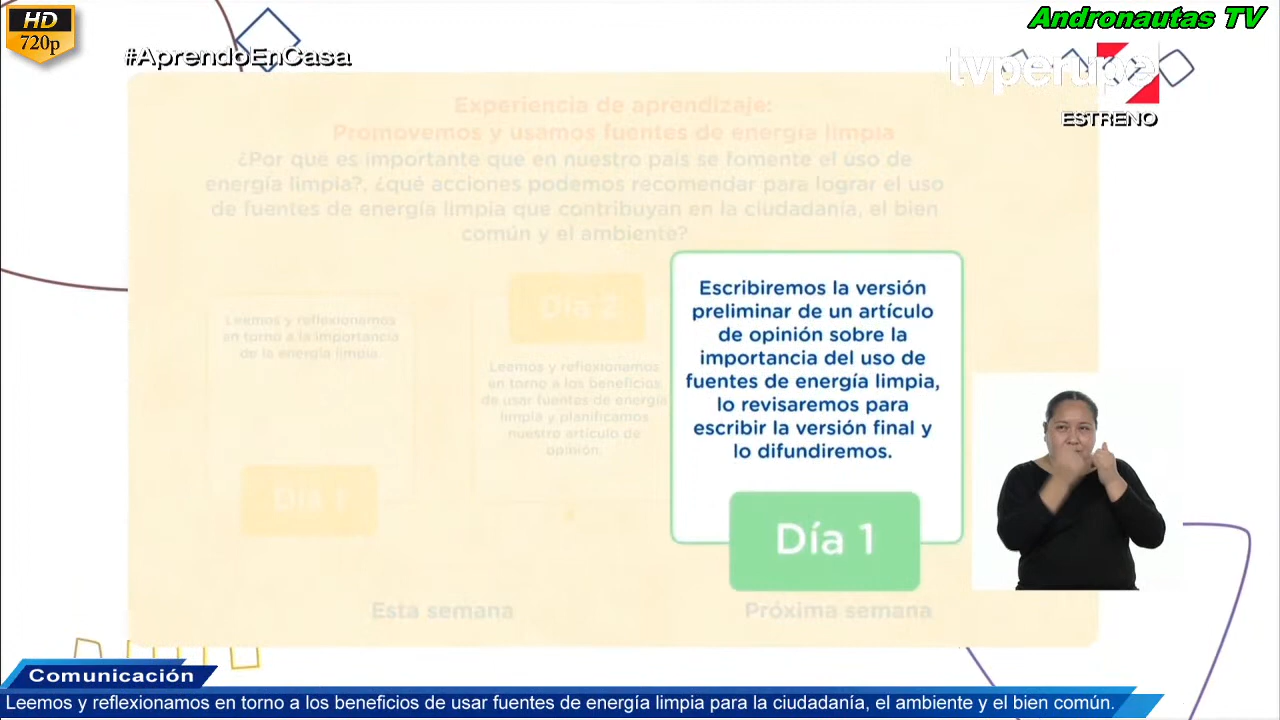 HD
720p
Andronautas TV
#AprendoEnCasa
tvperu.pe
ESTRENO
Experiencia de aprendizaje:
Promovemos y usamos fuentes de energía limpia
¿Por qué es importante que en nuestro país se fomente el uso de
energía limpia?, ¿qué acciones podemos recomendar para lograr el uso
de fuentes de energía limpia que contribuyan en la ciudadanía, el bien
común y el ambiente?
Leemos y reflexionamos
en torno a la importancia
de la energía limpia.
Día 1
Día 2
Leemos y reflexionamos
en torno a los beneficios
de usar fuentes de energía
limpia y planificamos
nuestro artículo de
opinión.
Escribiremos la versión
preliminar de un artículo
de opinión sobre la
importancia del uso de
fuentes de energía limpia,
lo revisaremos para
escribir la versión final y
lo difundiremos.
Día 1
Esta semana
Próxima semana
Comunicación
Leemos y reflexionamos en torno a los beneficios de usar fuentes de energía limpia para la ciudadanía, el ambiente y el bien común.